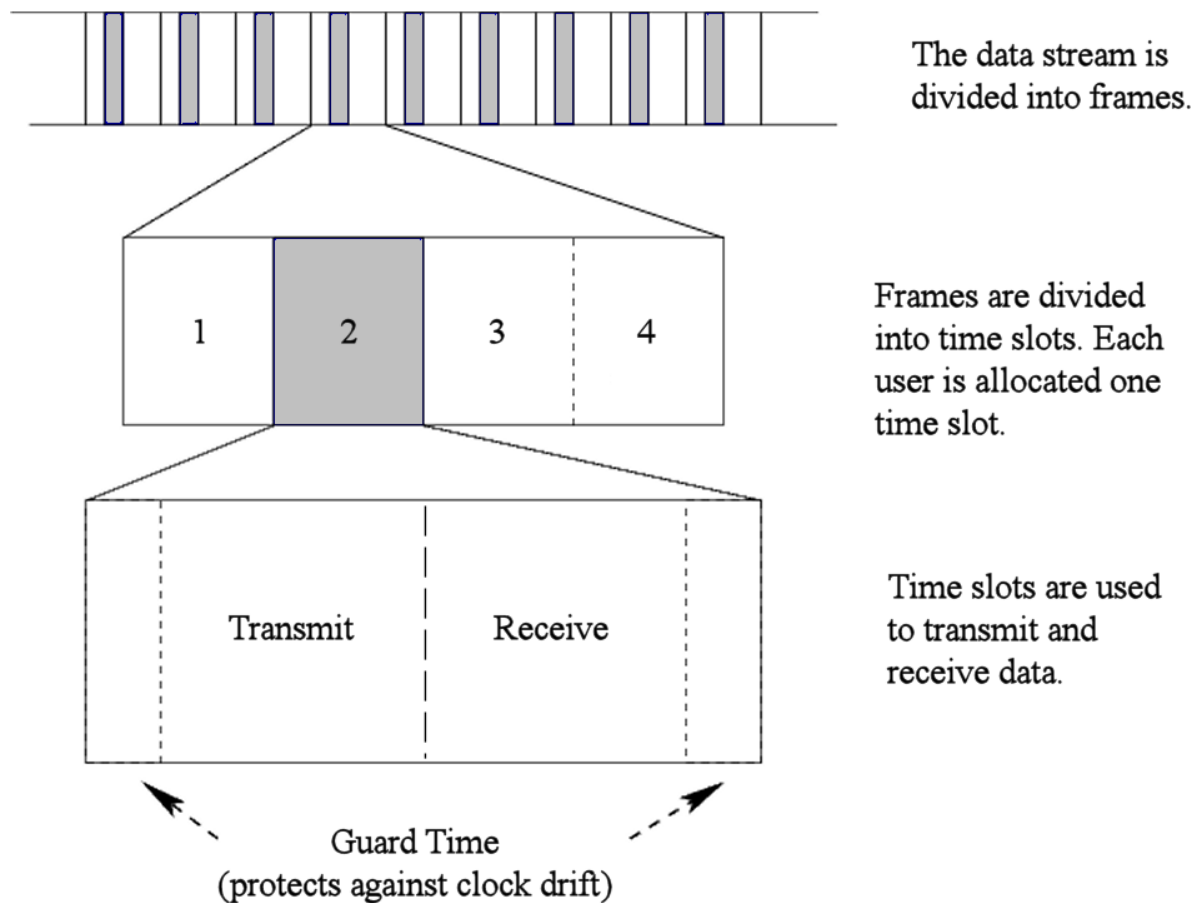 The data stream is
divided into frames.
1
2
3
4
Frames are divided
into time slots. Each
user is allocated one
time slot.
Transmit
Receive
Time slots are used
to transmit and
receive data.
Guard Time
(protects against clock drift)